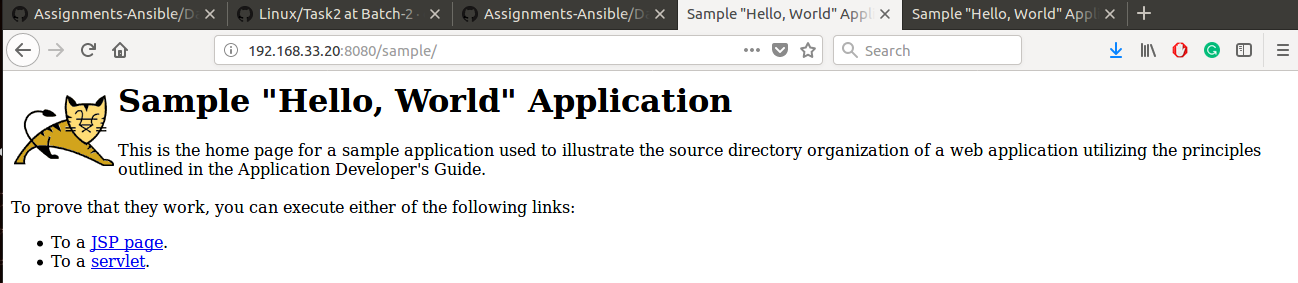 Assignments-Ansible/Da
Linux/Task2 at Batch-2
Assignments-Ansible/Da
Sample "Hello, World" Appl
Sample "Hello, World" Appl
192.168.33.20:8080/sample/
Search
Sample "Hello, World" Application
This is the home page for a sample application used to illustrate the source directory organization of a web application utilizing the principles
outlined in the Application Developer's Guide.
To prove that they work, you can execute either of the following links:
To a JSP page.
To a servlet.